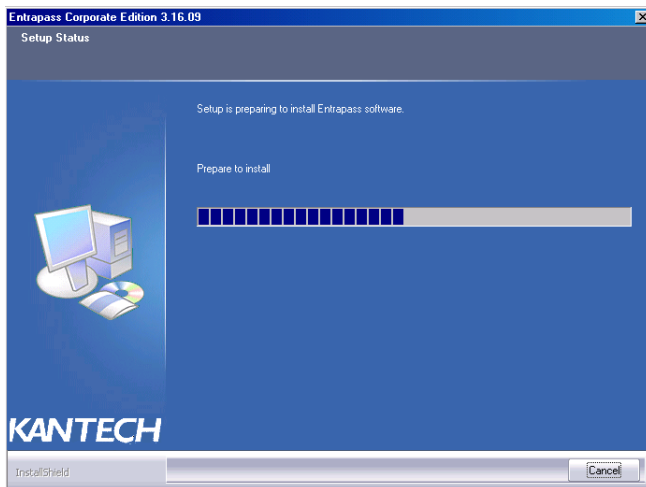 Entrapass Corporate Edition 3.16.09
Setup Status
Setup is preparing to install Entrapass software.
Prepare to install
KANTECH
InstallShield
Cancel